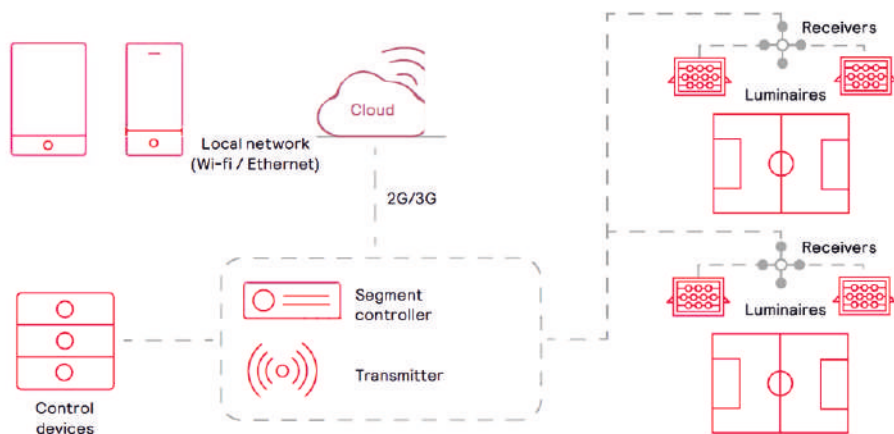 Receivers
Cloud
Luminaires
Local network
(Wi-fi / Ethernet)
2G/3G
Receivers
Segment
controller
Luminaires
Transmitter
Control
devices